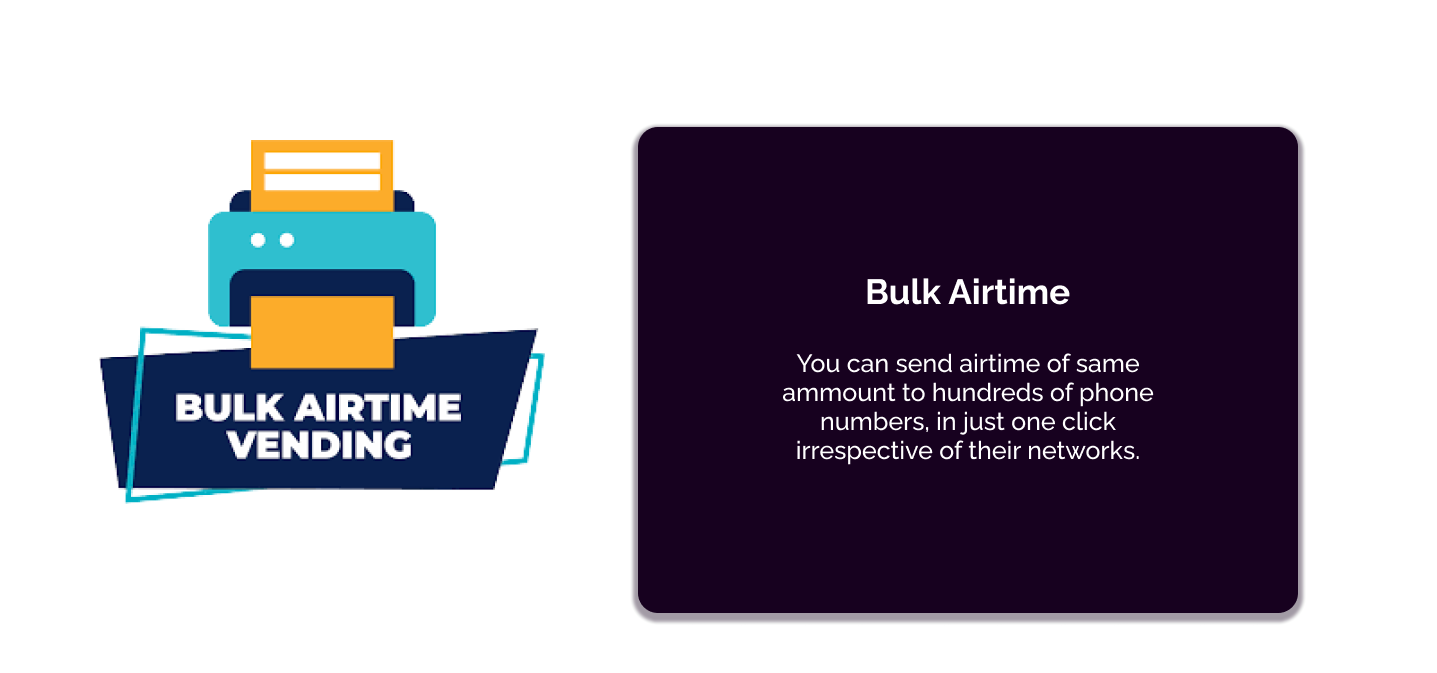 BULK AIRTIME
VENDING
Bulk Airtime
You can send airtime of same
ammount to hundreds of phone
numbers, in just one click
irrespective of their networks.